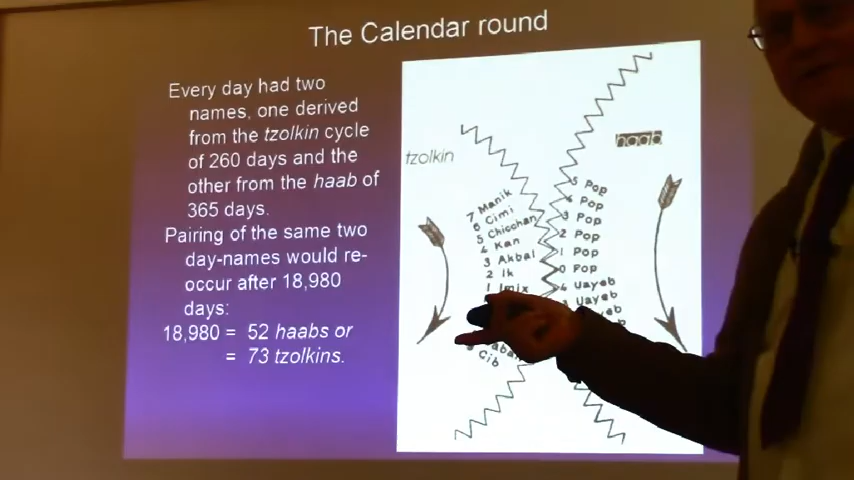 The Calendar round
Every day had two
names, one derived
from the tzolkin cycle
of 260 days and the
other from the haab of
365 days.
Pairing of the same two
day-names would re-
occur after 18,980
days:
18,980 = 52 haabs or
= 73 tzolkins.
tzolkin
7 Manik
6 Cimi
5 Chicchan
4 Kan
3 Akbal
2 Ik
1 Imix
Cib
haab
5 Pop
4 Pop
3 Pop
2 Pop
1 Pop
0 Pop
4 Uayeb
3 Uayeb